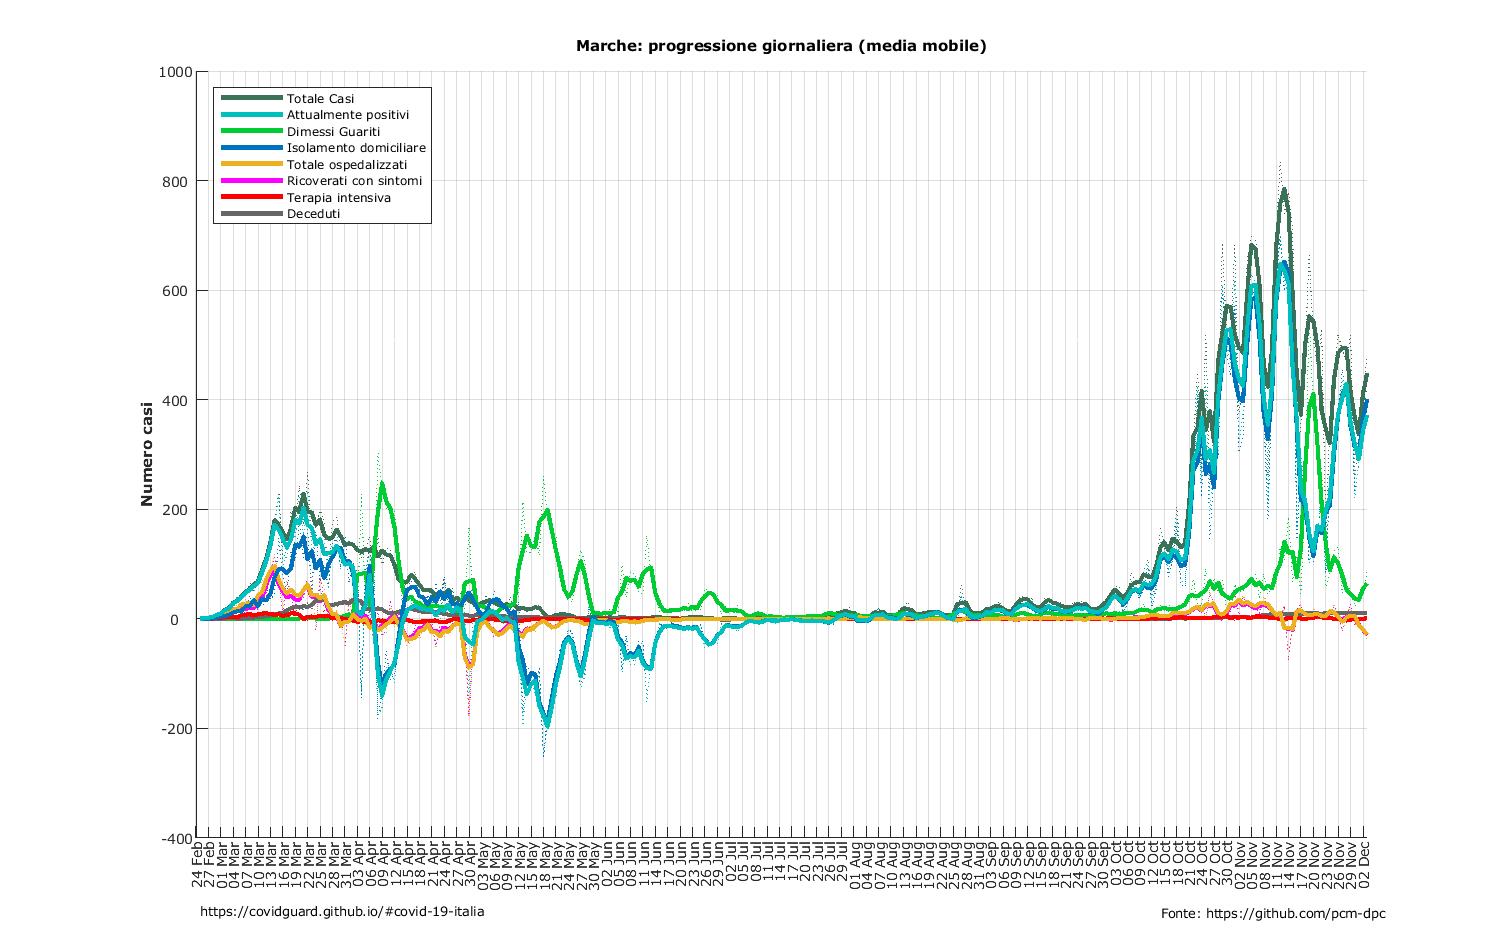 Marche: progressione giornaliera (media mobile)
1000
800
600
400
200
0
-200
-400
Numero casi
Totale Casi
Attualmente positivi
Dimessi Guariti
Isolamento domiciliare
Totale ospedalizzati
Ricoverati con sintomi
Terapia intensiva
Deceduti
24 Feb
27 Feb
01 Mar
04 Mar
07 Mar
10 Mar
13 Mar
16 Mar
19 Mar
22 Mar
25 Mar
28 Mar
31 Mar
03 Apr
06 Apr
09 Apr
12 Apr
15 Apr
18 Apr
21 Apr
24 Apr
27 Apr
30 Apr
03 May
06 May
09 May
12 May
15 May
18 May
21 May
24 May
27 May
30 May
02 Jun
05 Jun
08 Jun
11 Jun
14 Jun
17 Jun
20 Jun
23 Jun
26 Jun
29 Jun
02 Jul
05 Jul
08 Jul
11 Jul
14 Jul
17 Jul
20 Jul
23 Jul
26 Jul
29 Jul
01 Aug
04 Aug
07 Aug
10 Aug
13 Aug
16 Aug
19 Aug
22 Aug
25 Aug
28 Aug
31 Aug
03 Sep
06 Sep
09 Sep
12 Sep
15 Sep
18 Sep
21 Sep
24 Sep
27 Sep
30 Sep
03 Oct
06 Oct
09 Oct
12 Oct
15 Oct
18 Oct
21 Oct
24 Oct
27 Oct
30 Oct
02 Nov
05 Nov
08 Nov
11 Nov
14 Nov
17 Nov
20 Nov
23 Nov
26 Nov
29 Nov
02 Dec
https://covidguard.github.io/#covid-19-italia
Fonte: https://github.com/pcm-dpc